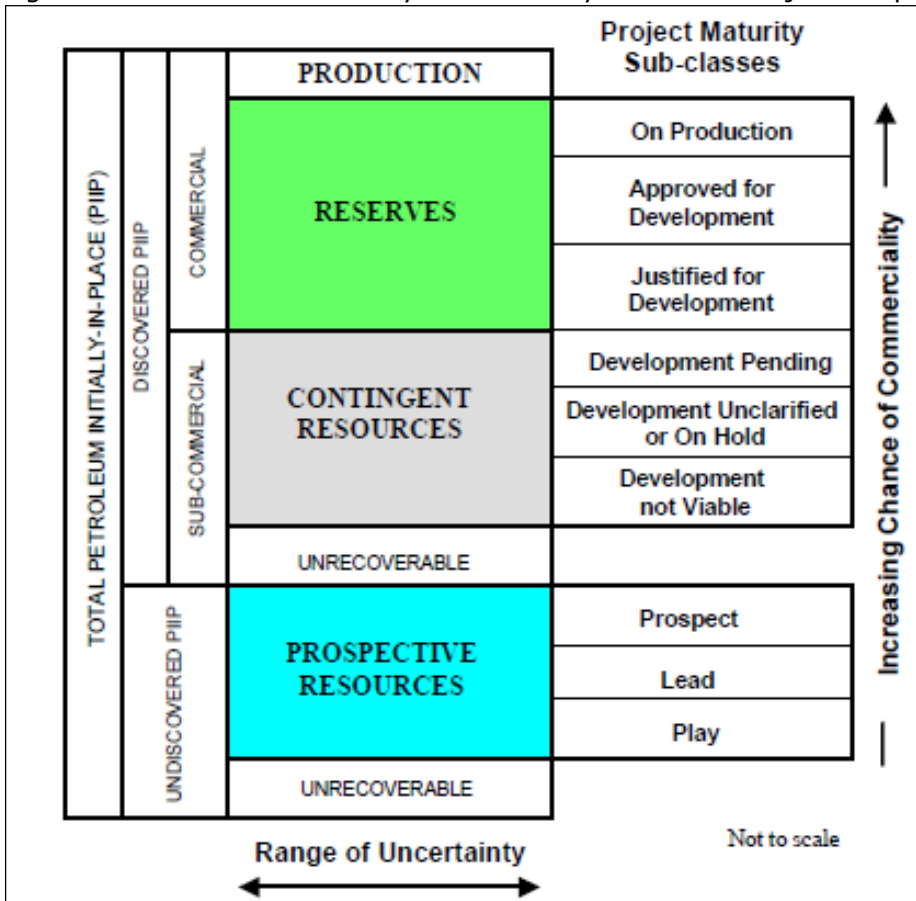 Project Maturity
Sub-classes
PRODUCTION
On Production
RESERVES
Approved for
Development
Justified for
Development
CONTINGENT
RESOURCES
Development Pending
Development Unclarified
or On Hold
Development
not Viable
UNRECOVERABLE
PROSPECTIVE
RESOURCES
Prospect
Lead
Play
UNRECOVERABLE
TOTAL PETROLEUM INITIALLY-IN-PLACE (PIIP)
DISCOVERED PIIP
UNDISCOVERED PIIP
COMMERCIAL
SUB-COMMERCIAL
Increasing Chance of Commerciality
Range of Uncertainty
Not to scale